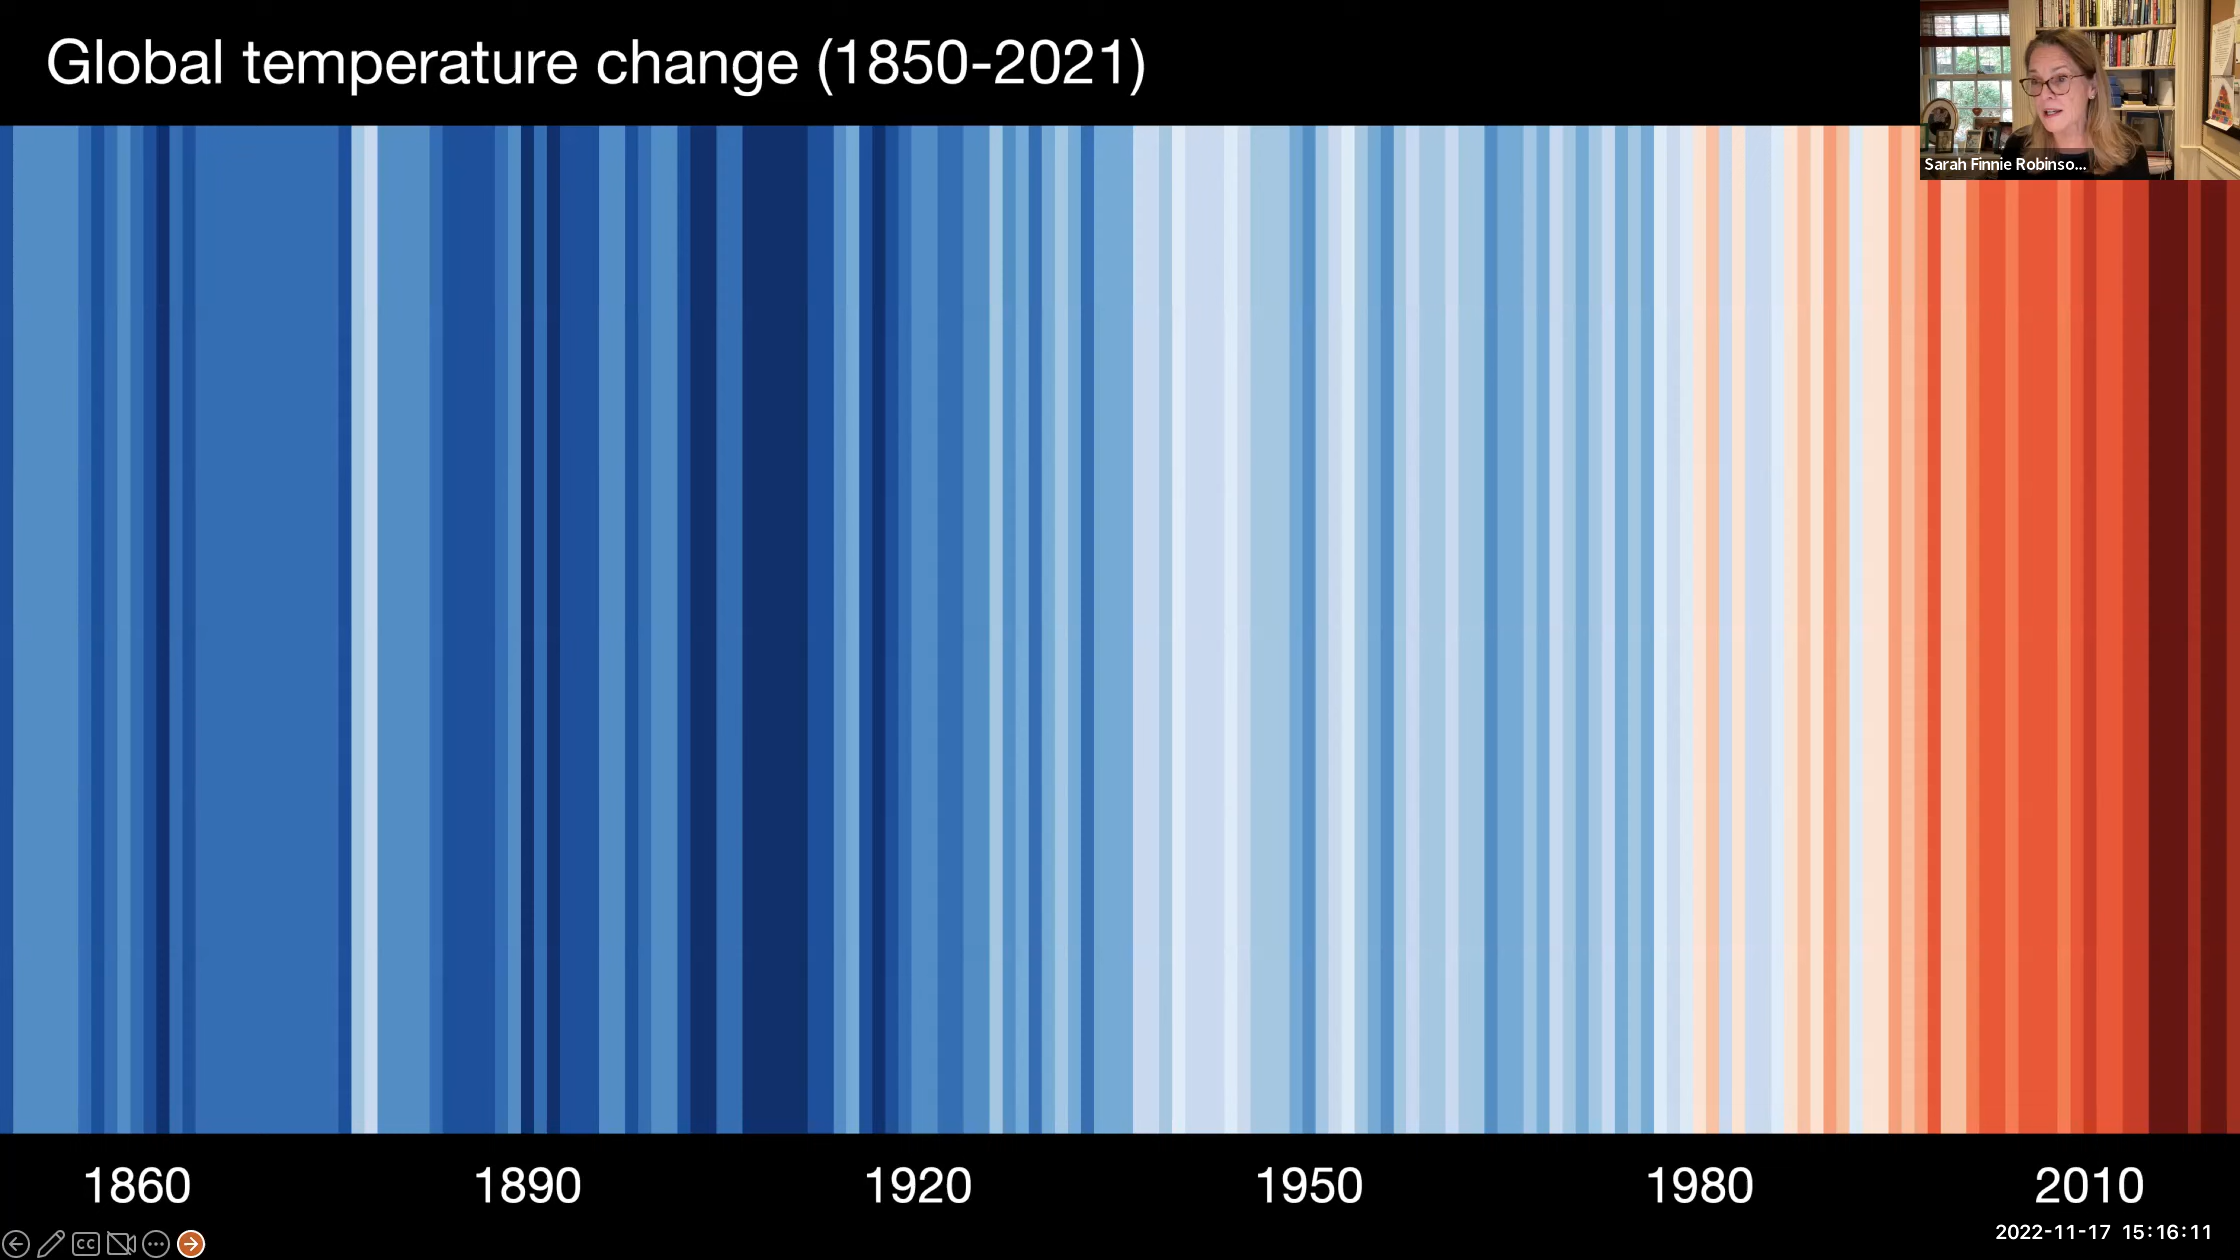 Global temperature change (1850-2021)
Sarah Finnie Robinso...
1860 1890 1920 1950 1980 2010
CC
2022-11-17 15:16:11